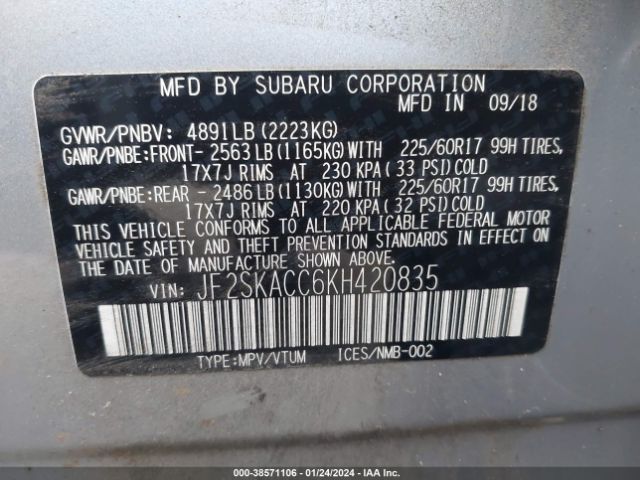 MFD BY SUBARU CORPORATION
MFD IN 09/18
GVWR/PNBV: 4891LB(2223KG)
GAWR/PNBE:FRONT- 2563LB(1165KG)WITH 225/60R17 99H TIRES,
17X7J RIMS AT 230 KPA(33 PSI)COLD
GAWR/PNBE:REAR - 2486LB(1130KG)WITH 225/60R17 99H TIRES,
17X7J RIMS AT 220 KPA(32 PSI)COLD
THIS VEHICLE CONFORMS TO ALL APPLICABLE FEDERAL MOTOR
VEHICLE SAFETY AND THEFT PREVENTION STANDARDS IN EFFECT
ON THE DATE OF MANUFACTURE SHOWN ABOVE.
VIN: JF2SKACC6KH420835
TYPE:MPV/VTUM ICES/NMB-002
000-38571106 - 01/24/2024 - IAA Inc.